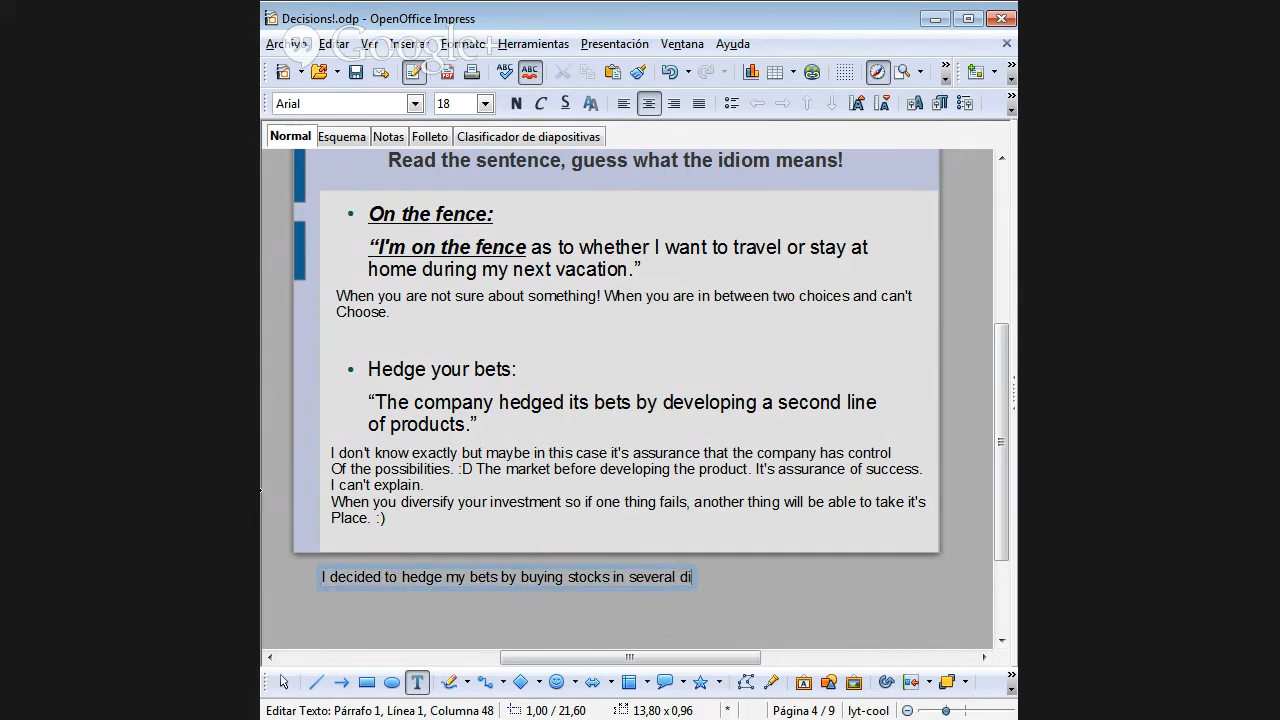 Decisions!.odp - OpenOffice Impress
Archivo Editar Ver Insertar Formato Herramientas Presentación Ventana Ayuda
Google+
Arial 18 N C S
Normal Esquema Notas Folleto Clasificador de diapositivas
Read the sentence, guess what the idiom means!
• On the fence:
“I'm on the fence as to whether I want to travel or stay at
home during my next vacation.”
When you are not sure about something! When you are in between two choices and can't
Choose.
• Hedge your bets:
“The company hedged its bets by developing a second line
of products.”
I don't know exactly but maybe in this case it's assurance that the company has control
Of the possibilities. :D The market before developing the product. It's assurance of success.
I can't explain.
When you diversify your investment so if one thing fails, another thing will be able to take it's
Place. :)
I decided to hedge my bets by buying stocks in several di
Editar Texto: Párrafo 1, Línea 1, Columna 48 1,00 / 21,60 13,80 x 0,96 * Página 4 / 9 lyt-cool